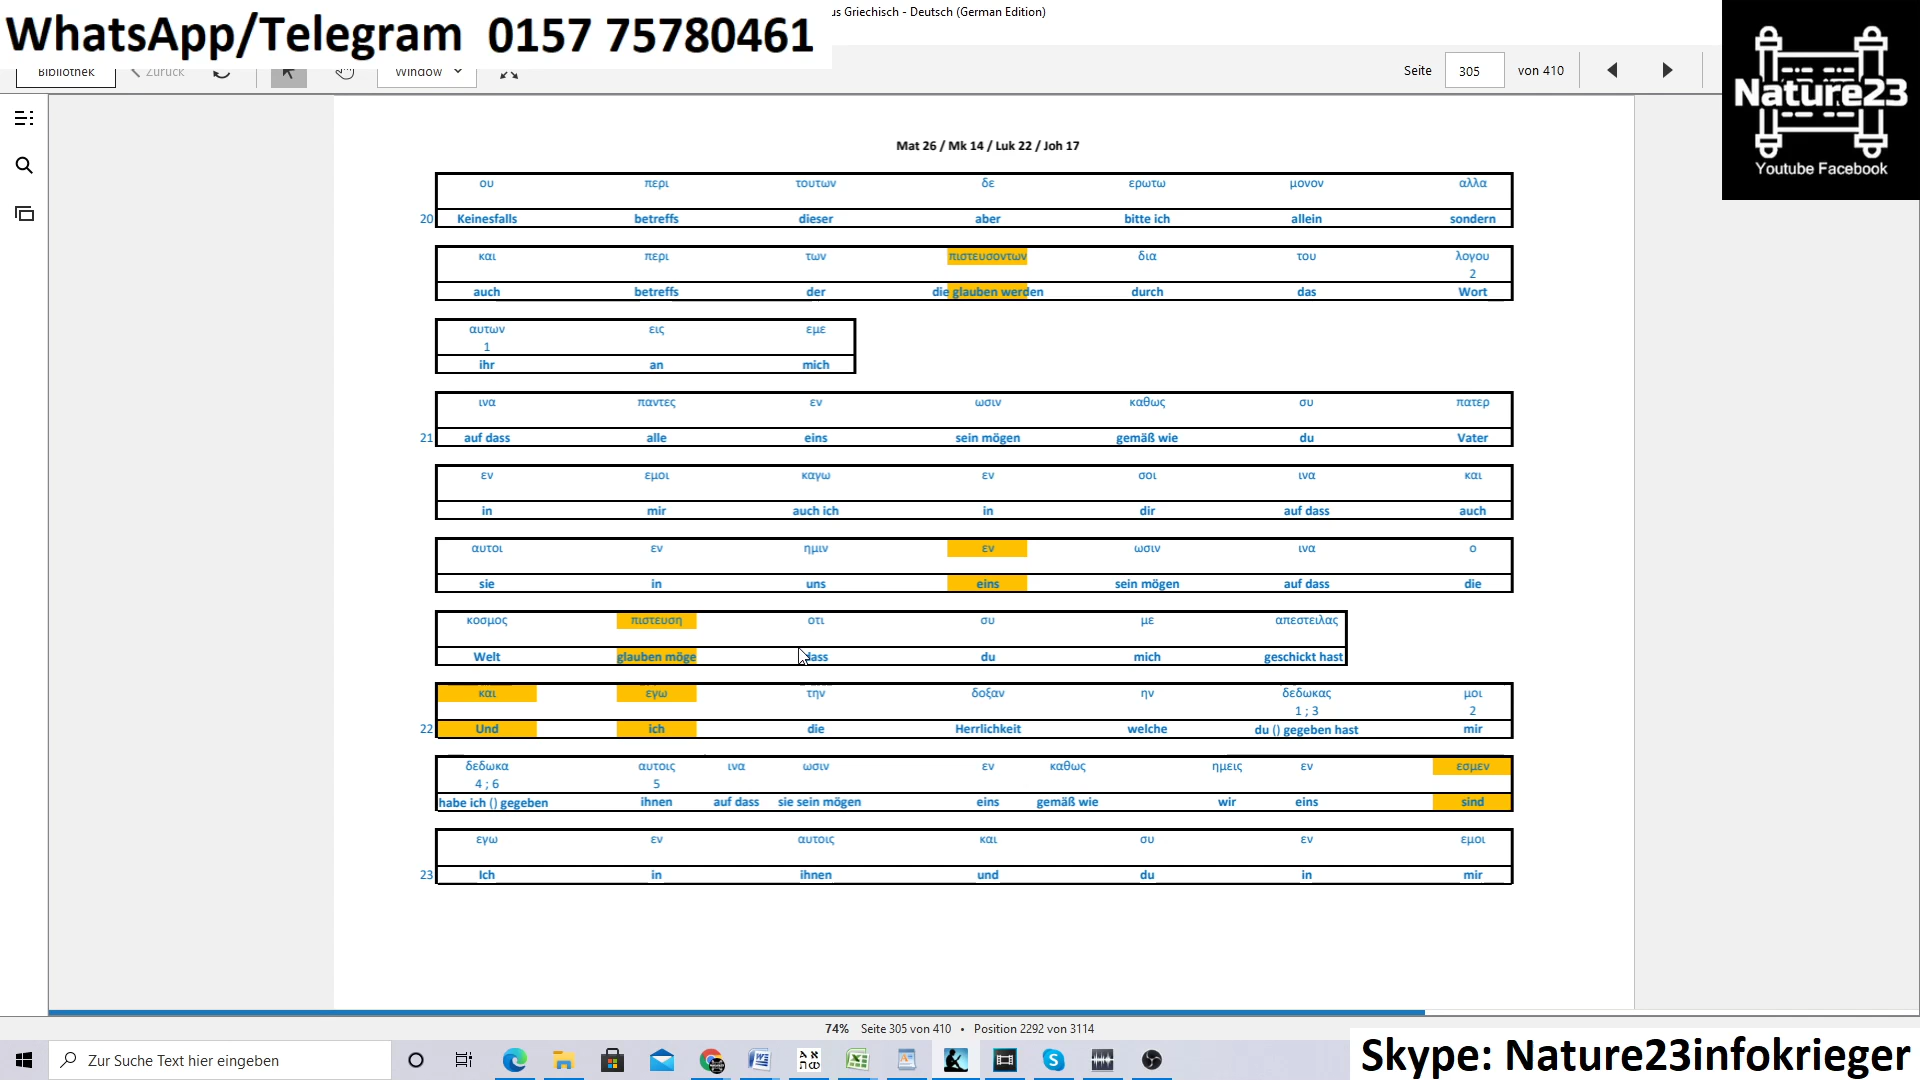 WhatsApp/Telegram 0157 75780461
us Griechisch - Deutsch (German Edition)
Bibliothek Zurück Window Seite 305 von 410
Nature23
Youtube Facebook
Mat 26 / Mk 14 / Luk 22 / Joh 17
ου περι τουτων δε ερωτω μονον αλλα
20 Keinesfalls betreffs dieser aber bitte ich allein sondern
και περι των πιστευσοντων δια του λογου
2
auch betreffs der die glauben werden durch das Wort
αυτων εις εμε
1
ihr an mich
ινα παντες εν ωσιν καθως συ πατερ
21 auf dass alle eins sein mögen gemäß wie du Vater
εν εμοι καγω εν σοι ινα και
in mir auch ich in dir auf dass auch
αυτοι εν ημιν εν ωσιν ινα ο
sie in uns eins sein mögen auf dass die
κοσμος πιστευση οτι συ με απεστειλας
Welt glauben möge dass du mich geschickt hast
και εγω την δοξαν ην δεδωκας μοι
1 ; 3 2
22 Und ich die Herrlichkeit welche du () gegeben hast mir
δεδωκα αυτοις ινα ωσιν εν καθως ημεις εν εσμεν
4 ; 6 5
habe ich () gegeben ihnen auf dass sie sein mögen eins gemäß wie wir eins sind
εγω εν αυτοις και συ εν εμοι
23 Ich in ihnen und du in mir
74% Seite 305 von 410 • Position 2292 von 3114
Zur Suche Text hier eingeben
Skype: Nature23infokrieger